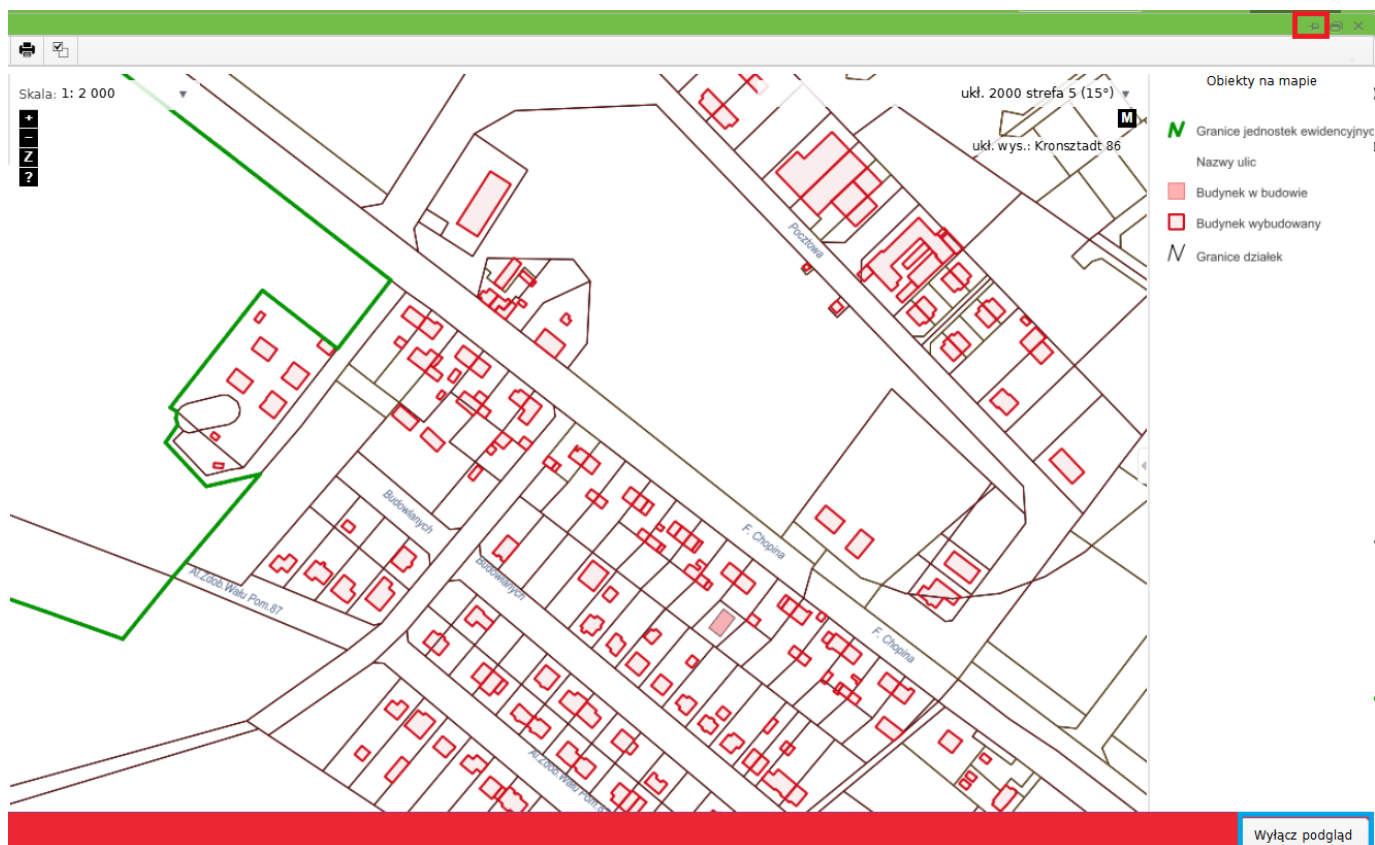 Skala: 1: 2 000
ukł. 2000 strefa 5 (15°)
M
ukł. wys.: Kronsztadt 86
+
−
Z
?
Obiekty na mapie
Granice jednostek ewidencyjnyc
Nazwy ulic
Budynek w budowie
Budynek wybudowany
Granice działek
Pocztowa
Budowlanych
F. Chopina
Budowlanych
Al.Zdob.Wału Pom.87
F. Chopina
Al.Zdob.Wału Pom.8
Wyłącz podgląd